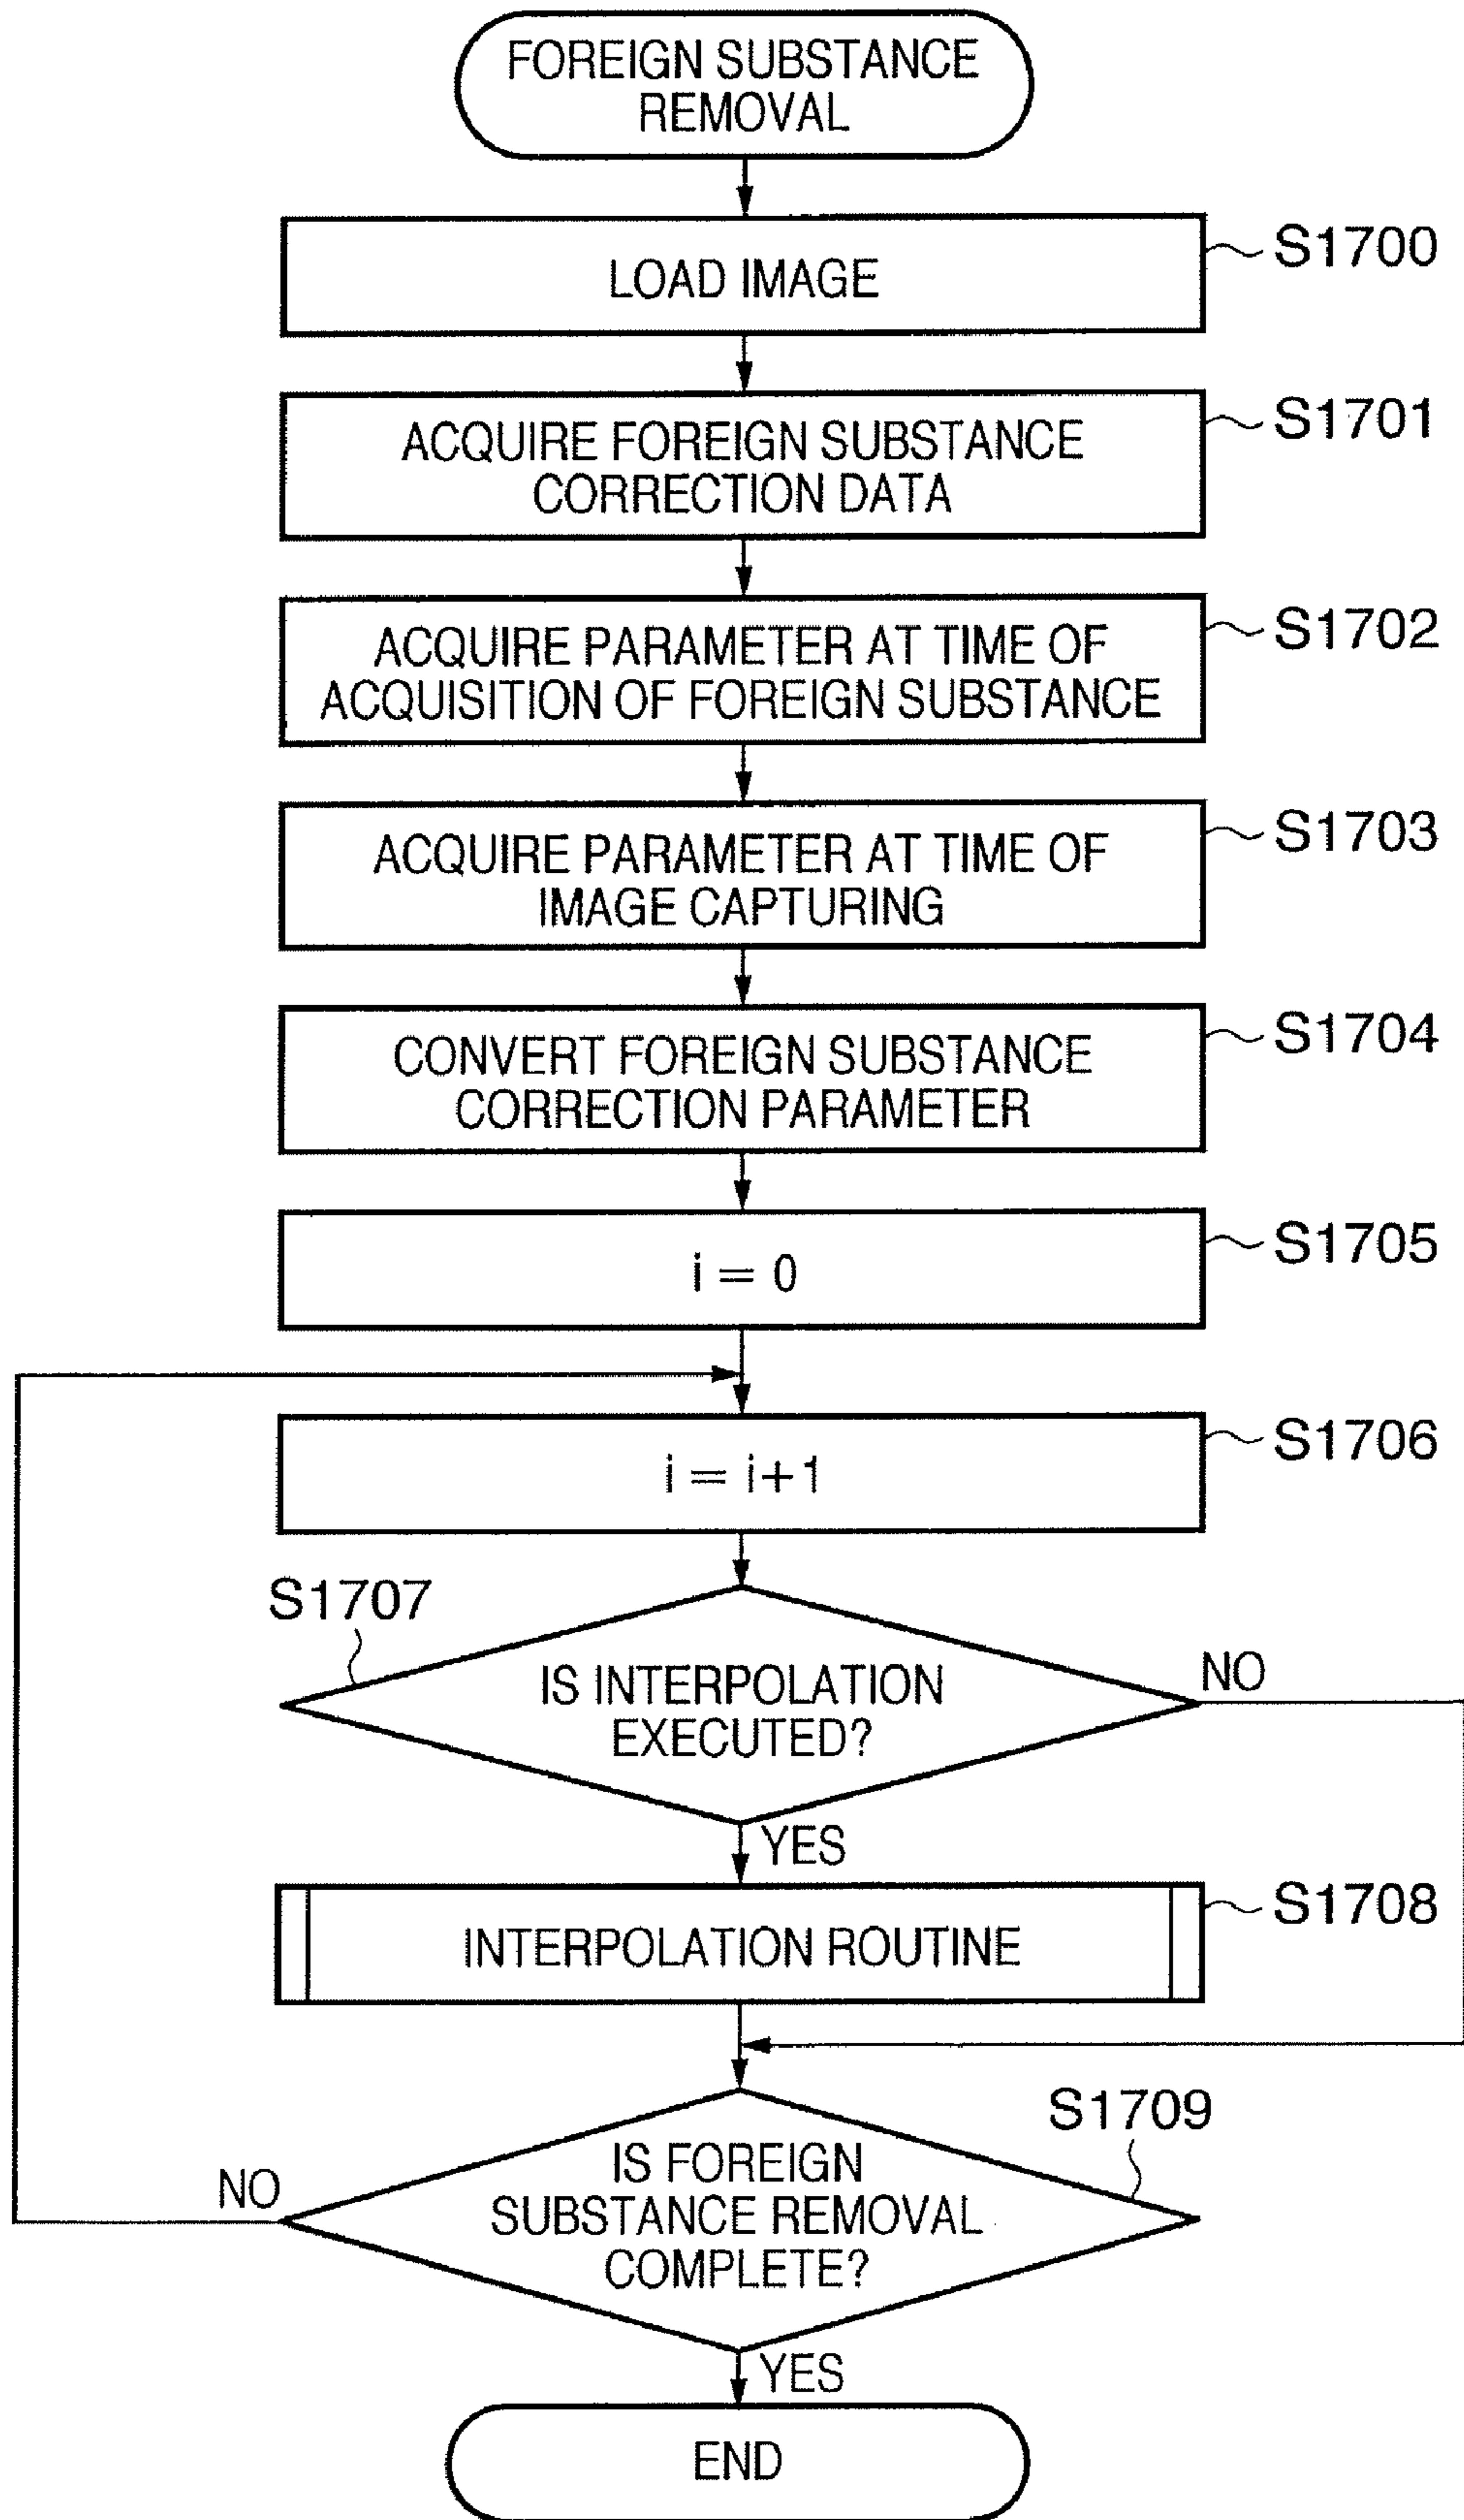 FOREIGN SUBSTANCE
REMOVAL
S1700
LOAD IMAGE
S1701
ACQUIRE FOREIGN SUBSTANCE
CORRECTION DATA
S1702
ACQUIRE PARAMETER AT TIME OF
ACQUISITION OF FOREIGN SUBSTANCE
S1703
ACQUIRE PARAMETER AT TIME OF
IMAGE CAPTURING
S1704
CONVERT FOREIGN SUBSTANCE
CORRECTION PARAMETER
S1705
i = 0
S1706
i = i+1
S1707
IS INTERPOLATION
EXECUTED?
NO
YES
S1708
INTERPOLATION ROUTINE
S1709
IS FOREIGN
SUBSTANCE REMOVAL
COMPLETE?
NO
YES
END